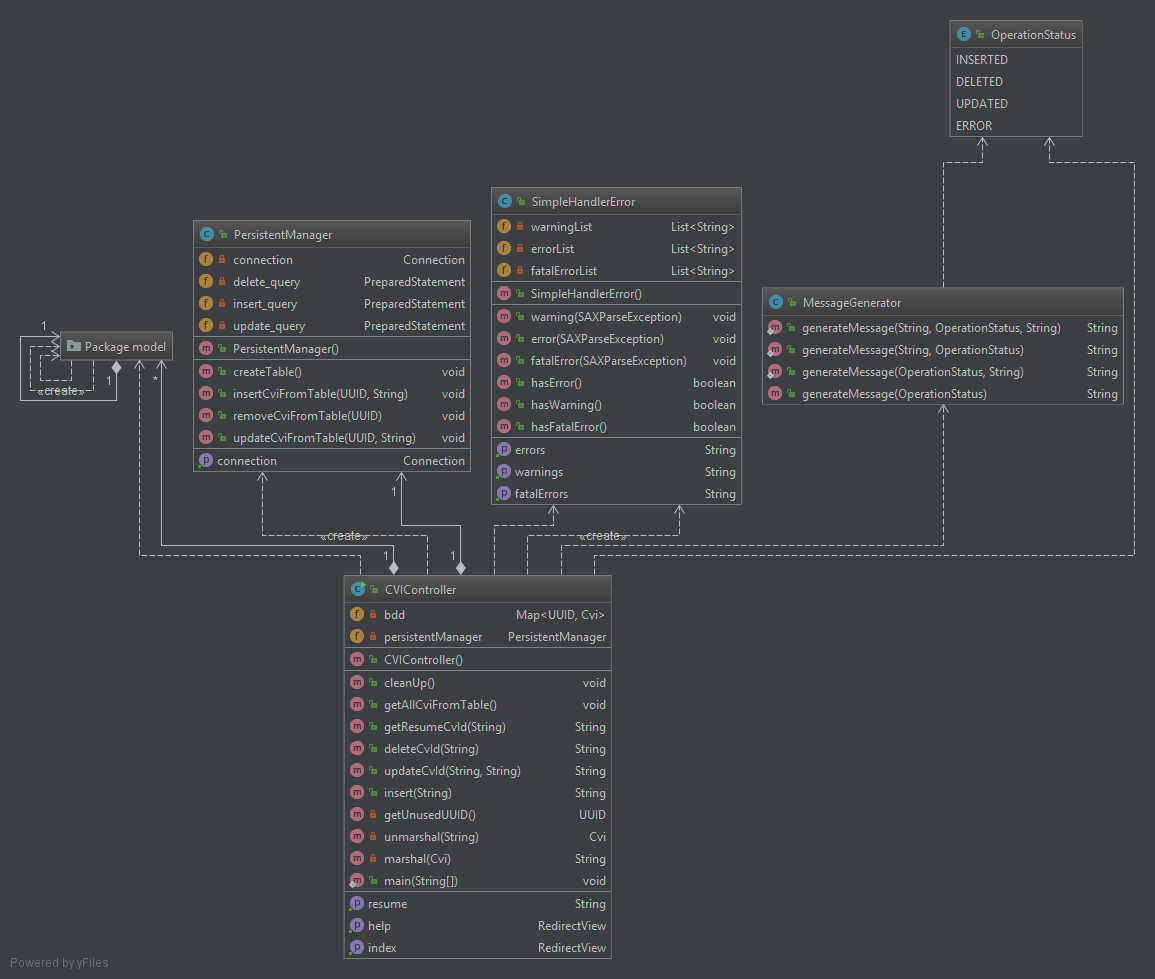 OperationStatus
INSERTED
DELETED
UPDATED
ERROR
SimpleHandlerError
warningList List<String>
errorList List<String>
fatalErrorList List<String>
SimpleHandlerError()
warning(SAXParseException) void
error(SAXParseException) void
fatalError(SAXParseException) void
hasError() boolean
hasWarning() boolean
hasFatalError() boolean
errors String
warnings String
fatalErrors String
PersistentManager
connection Connection
delete_query PreparedStatement
insert_query PreparedStatement
update_query PreparedStatement
PersistentManager()
createTable() void
insertCviFromTable(UUID, String) void
removeCviFromTable(UUID) void
updateCviFromTable(UUID, String) void
connection Connection
MessageGenerator
generateMessage(String, OperationStatus, String) String
generateMessage(String, OperationStatus) String
generateMessage(OperationStatus, String) String
generateMessage(OperationStatus) String
1
Package model
1
*
«create»
1
«create»
«create»
1
1
CVIController
bdd Map<UUID, Cvi>
persistentManager PersistentManager
CVIController()
cleanUp() void
getAllCviFromTable() void
getResumeCvId(String) String
deleteCvId(String) String
updateCvId(String, String) String
insert(String) String
getUnusedUUID() UUID
unmarshal(String) Cvi
marshal(Cvi) String
main(String[]) void
resume String
help RedirectView
index RedirectView
Powered by yFiles